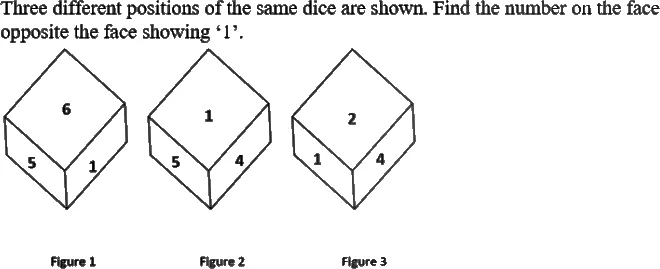 Three different positions of the same dice are shown. Find the number on the face
opposite the face showing ‘1’.
6 1 2
5 1 5 4 1 4
Figure 1 Figure 2 Figure 3